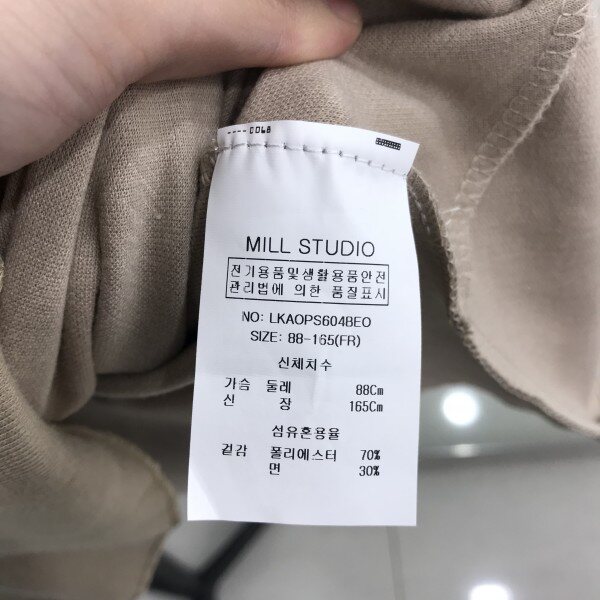 ----0068
MILL STUDIO
전기용품및생활용품안전
관리법에 의한 품질표시
NO: LKAOPS604BEO
SIZE: 88-165(FR)
신체치수
가슴 둘레 88Cm
신 장 165Cm
섬유혼용율
겉감 폴리에스터 70%
면 30%